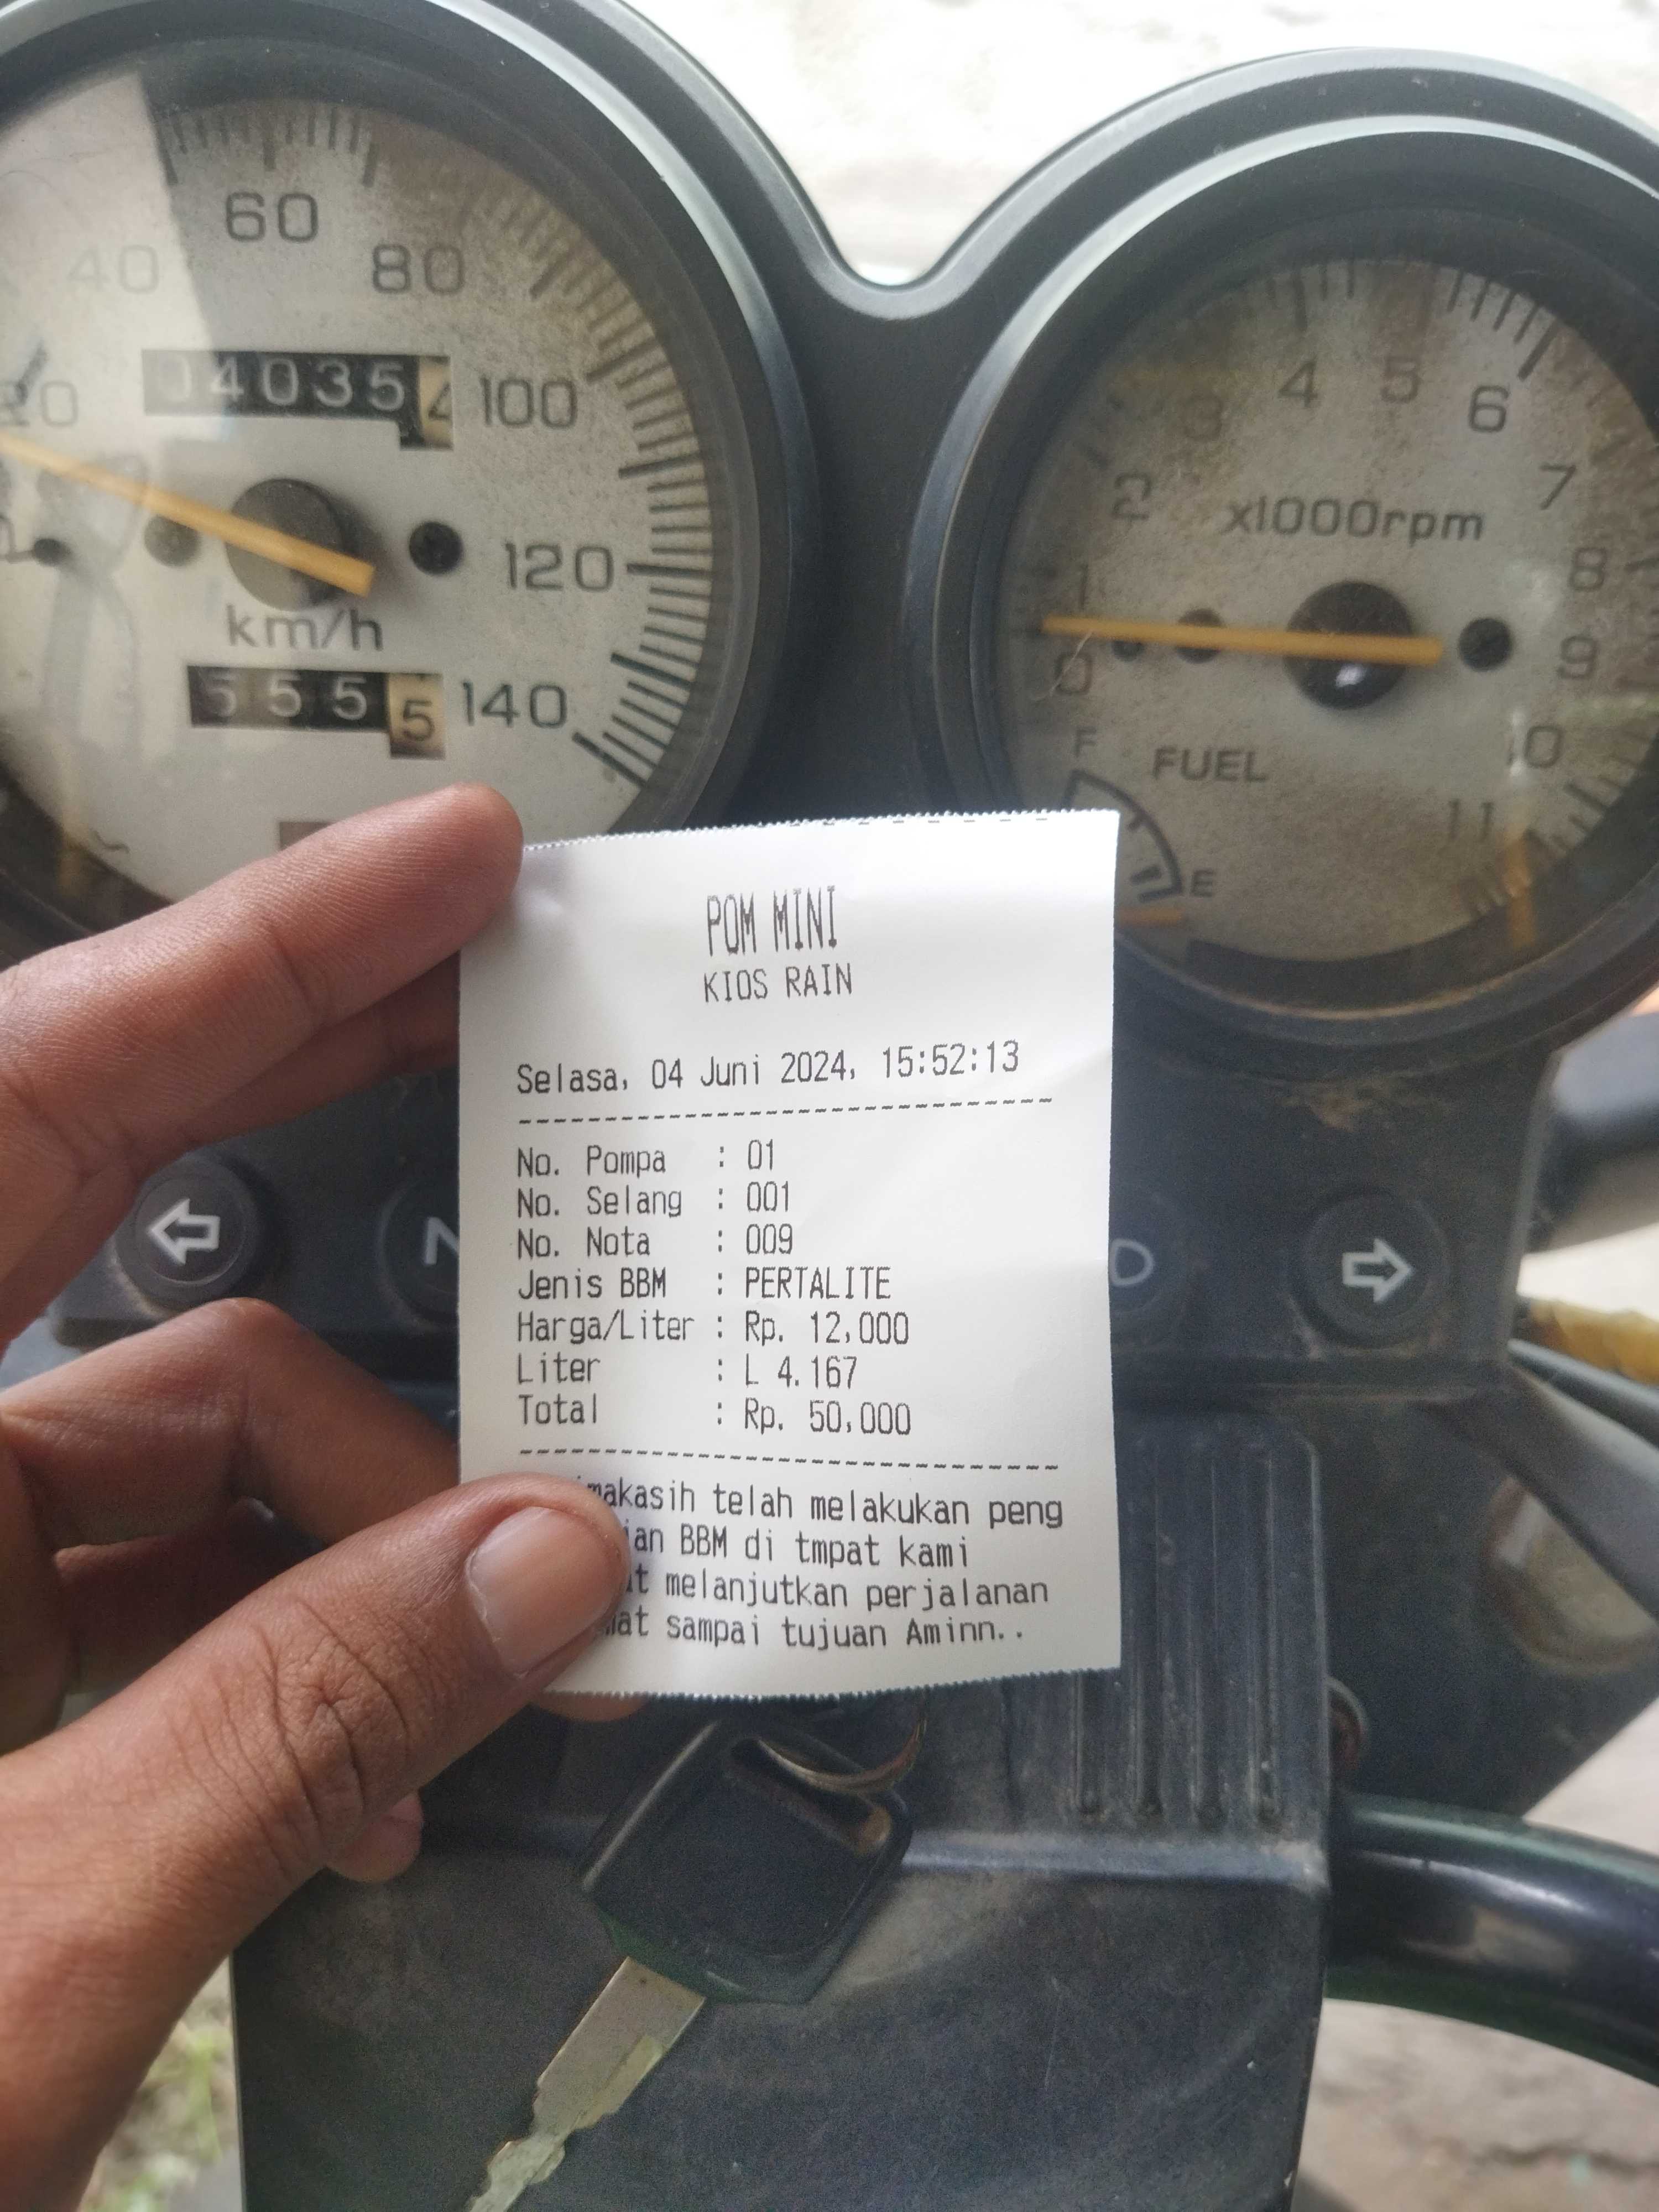 60
40
80
04035
100
20
120
km/h
555 5
140
4
5
3
6
2
7
x1000rpm
1
8
0
9
F
FUEL
10
11
E
POM MINI
KIOS RAIN
Selasa, 04 Juni 2024, 15:52:13
No. Pompa : 01
No. Selang : 001
No. Nota : 009
Jenis BBM : PERTALITE
Harga/Liter : Rp. 12,000
Liter : L 4.167
Total : Rp. 50,000
makasih telah melakukan peng
ian BBM di tmpat kami
melanjutkan perjalanan
sampai tujuan Aminn..
N
D